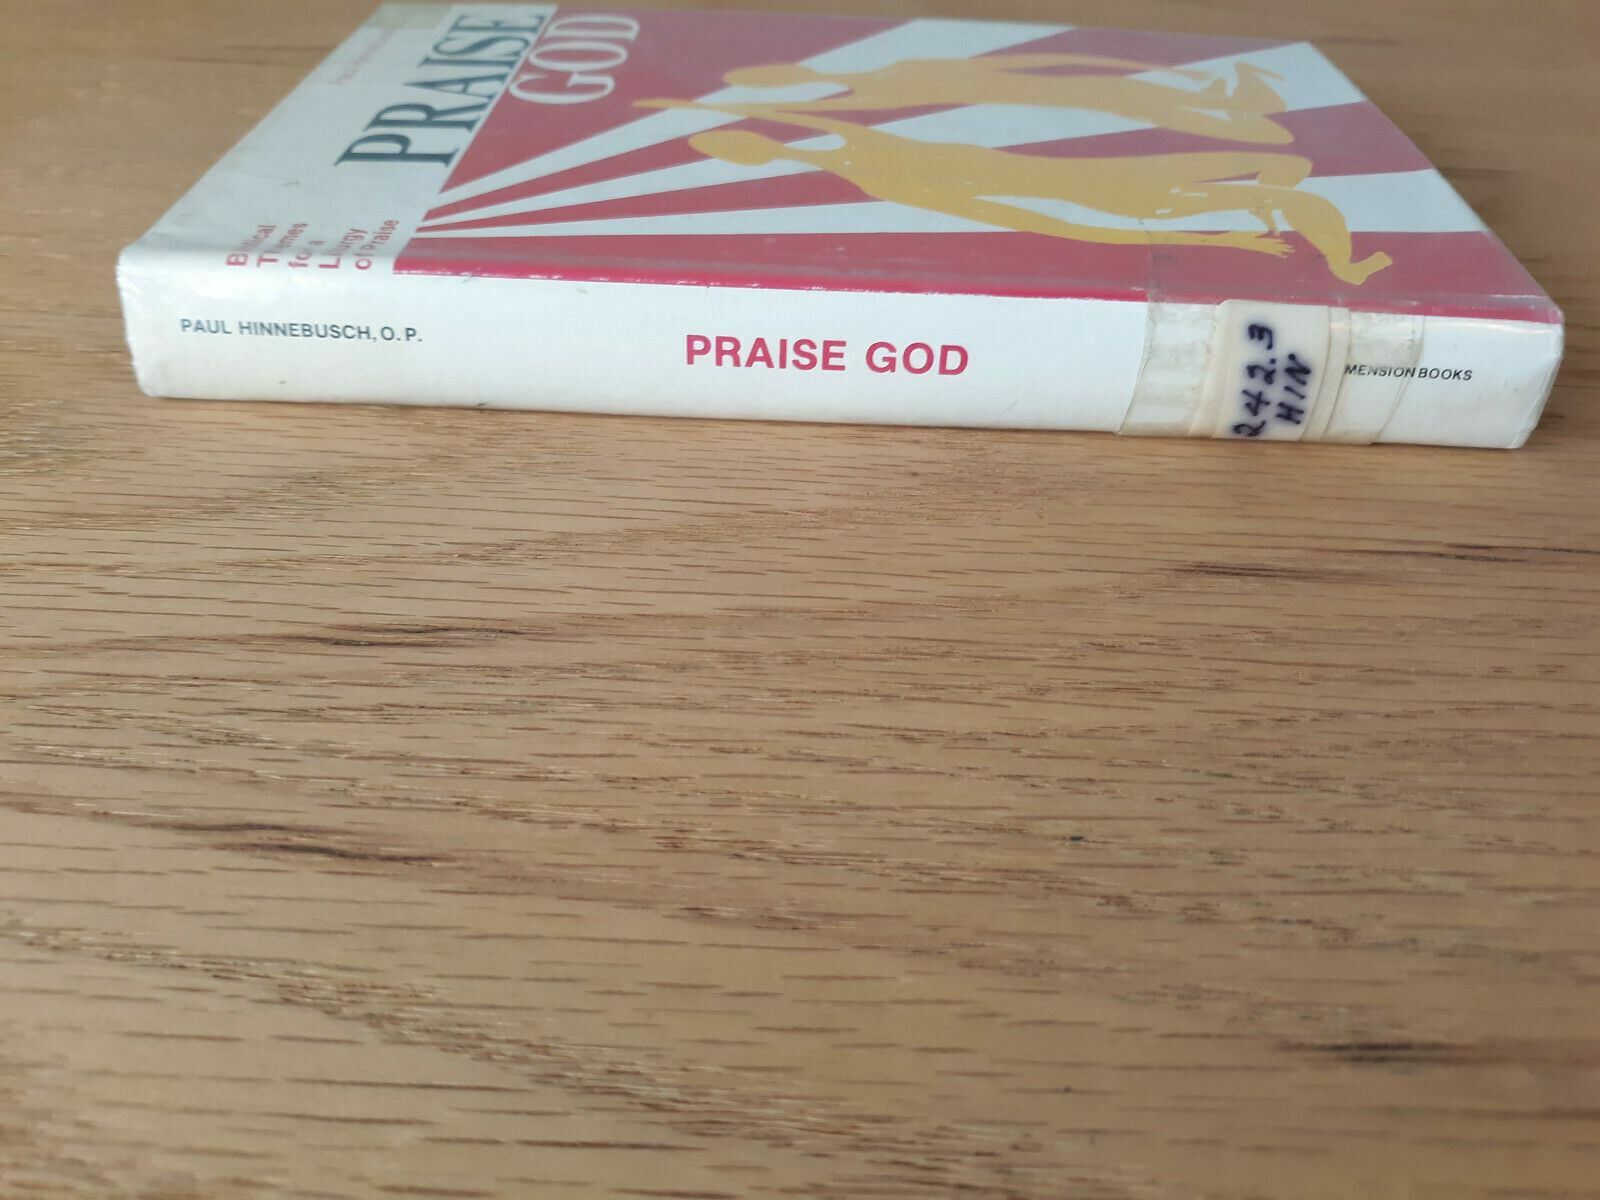 PRAISE
GOD
Biblical
Themes
for a
Liturgy
of Praise
PAUL HINNEBUSCH, O.P.
PRAISE GOD
242.3
HIN
MENSION BOOKS